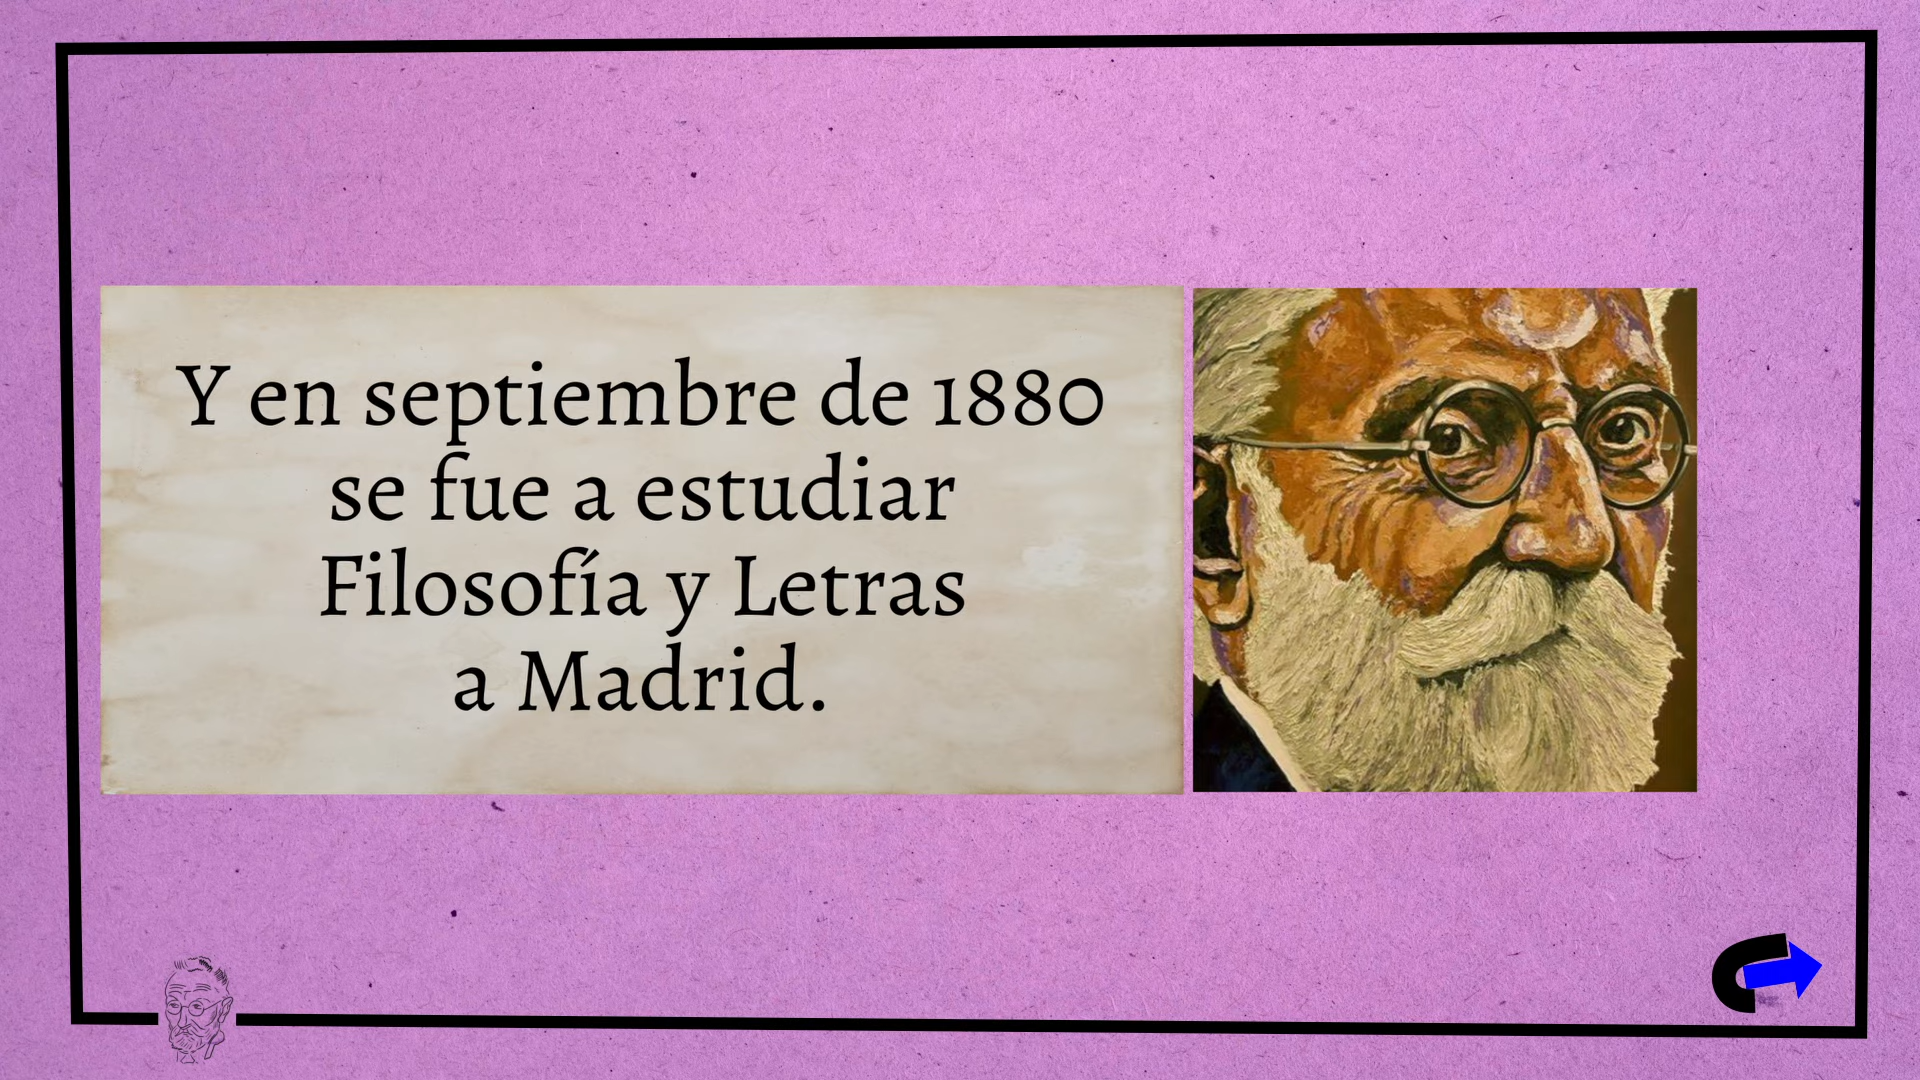 Y en septiembre de 1880
se fue a estudiar
Filosofía y Letras
a Madrid.